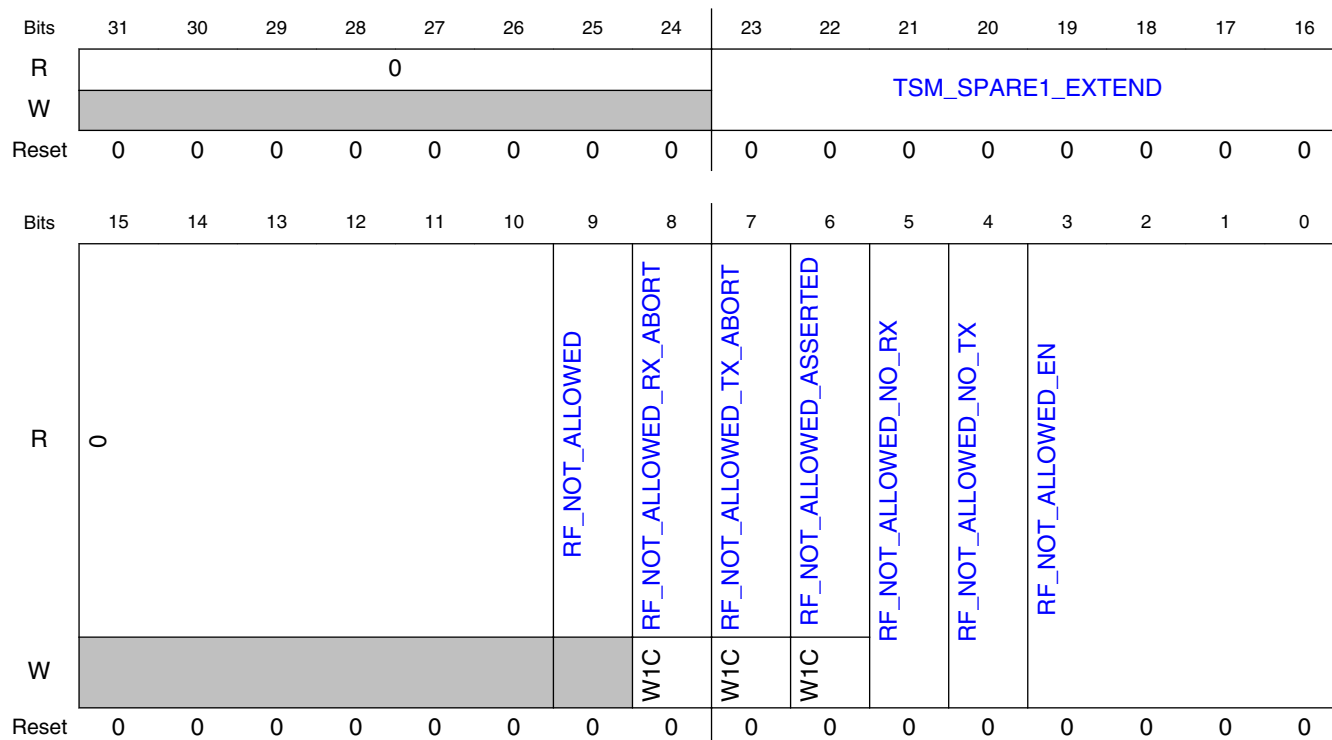 Bits 31 30 29 28 27 26 25 24 23 22 21 20 19 18 17 16
R 0 TSM_SPARE1_EXTEND
W
Reset 0 0 0 0 0 0 0 0 0 0 0 0 0 0 0 0
Bits 15 14 13 12 11 10 9 8 7 6 5 4 3 2 1 0
R 0 RF_NOT_ALLOWED RF_NOT_ALLOWED_RX_ABORT RF_NOT_ALLOWED_TX_ABORT RF_NOT_ALLOWED_ASSERTED RF_NOT_ALLOWED_NO_RX RF_NOT_ALLOWED_NO_TX RF_NOT_ALLOWED_EN
W W1C W1C W1C
Reset 0 0 0 0 0 0 0 0 0 0 0 0 0 0 0 0